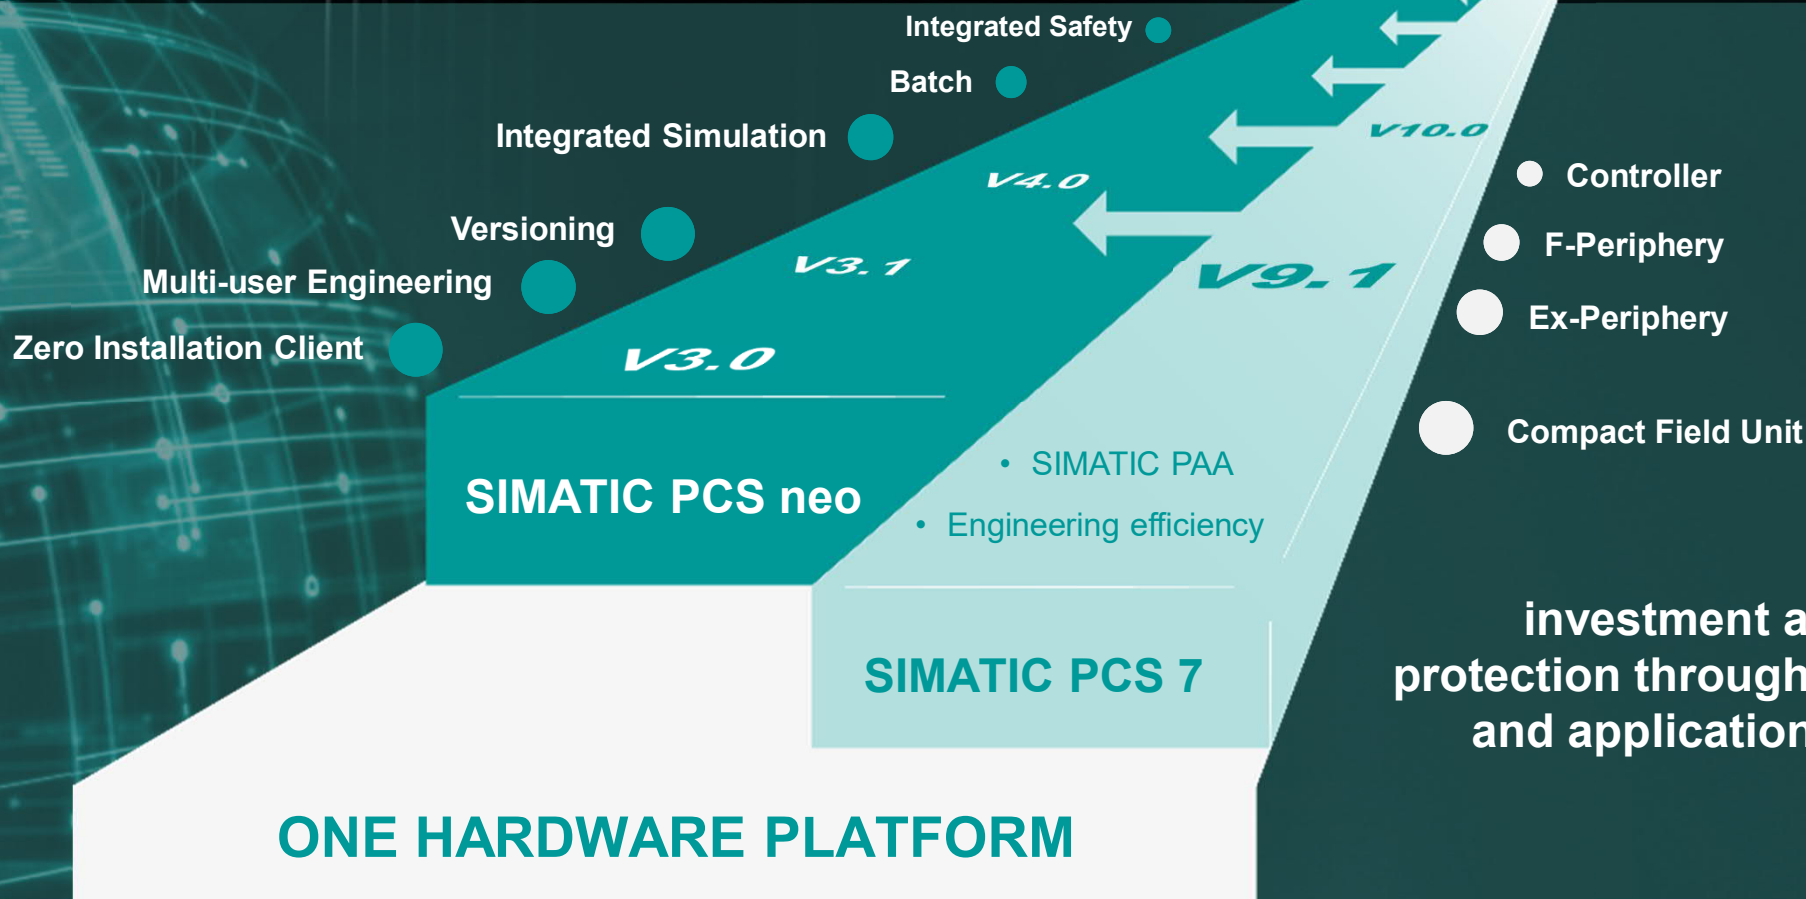 Integrated Safety
Batch
Integrated Simulation
Versioning
Multi-user Engineering
Zero Installation Client
V10.0
V4.0
V3.1
V9.1
V3.0
Controller
F-Periphery
Ex-Periphery
Compact Field Unit
SIMATIC PCS neo
• SIMATIC PAA
• Engineering efficiency
SIMATIC PCS 7
investment a
protection through
and application
ONE HARDWARE PLATFORM